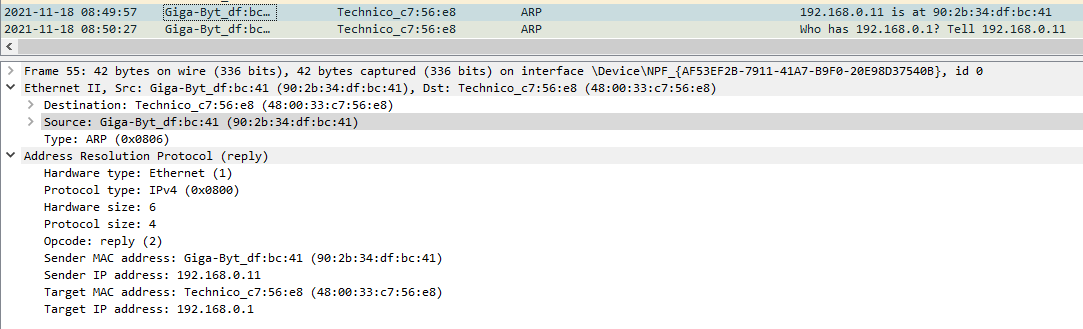 2021-11-18 08:49:57 Giga-Byt_df:bc… Technico_c7:56:e8 ARP 192.168.0.11 is at 90:2b:34:df:bc:41
2021-11-18 08:50:27 Giga-Byt_df:bc… Technico_c7:56:e8 ARP Who has 192.168.0.1? Tell 192.168.0.11
Frame 55: 42 bytes on wire (336 bits), 42 bytes captured (336 bits) on interface \Device\NPF_{AF53EF2B-7911-41A7-B9F0-20E98D37540B}, id 0
Ethernet II, Src: Giga-Byt_df:bc:41 (90:2b:34:df:bc:41), Dst: Technico_c7:56:e8 (48:00:33:c7:56:e8)
Destination: Technico_c7:56:e8 (48:00:33:c7:56:e8)
Source: Giga-Byt_df:bc:41 (90:2b:34:df:bc:41)
Type: ARP (0x0806)
Address Resolution Protocol (reply)
Hardware type: Ethernet (1)
Protocol type: IPv4 (0x0800)
Hardware size: 6
Protocol size: 4
Opcode: reply (2)
Sender MAC address: Giga-Byt_df:bc:41 (90:2b:34:df:bc:41)
Sender IP address: 192.168.0.11
Target MAC address: Technico_c7:56:e8 (48:00:33:c7:56:e8)
Target IP address: 192.168.0.1